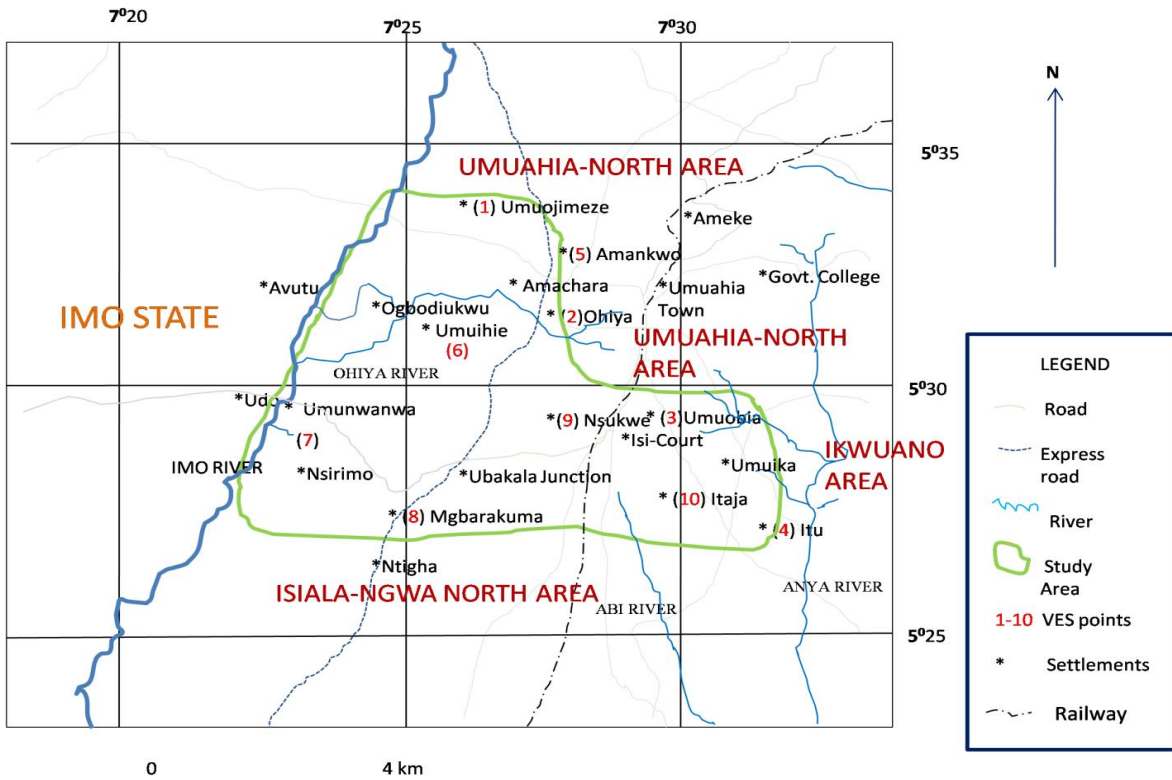 7⁰20
7⁰25
7⁰30
N
5⁰35
UMUAHIA-NORTH AREA
* (1) Umuojimeze
*Ameke
*(5) Amankwo
*Govt. College
*Avutu
*Amachara
*Umuahia
Town
IMO STATE
*Ogbodiukwu
* (2)Ohiya
* Umuihie
(6)
UMUAHIA-NORTH
AREA
OHIYA RIVER
5⁰30
*Udo
* Umunwanwa
*(9) Nsukwe
* (3)Umuobia
(7)
*Isi-Court
IKWUANO
AREA
IMO RIVER
*Nsirimo
*Ubakala Junction
*Umuika
* (10) Itaja
* (8) Mgbarakuma
* (4) Itu
*Ntigha
ISIALA-NGWA NORTH AREA
ABI RIVER
ANYA RIVER
5⁰25
0
4 km
LEGEND
Road
Express
road
River
Study
Area
1-10 VES points
* Settlements
Railway